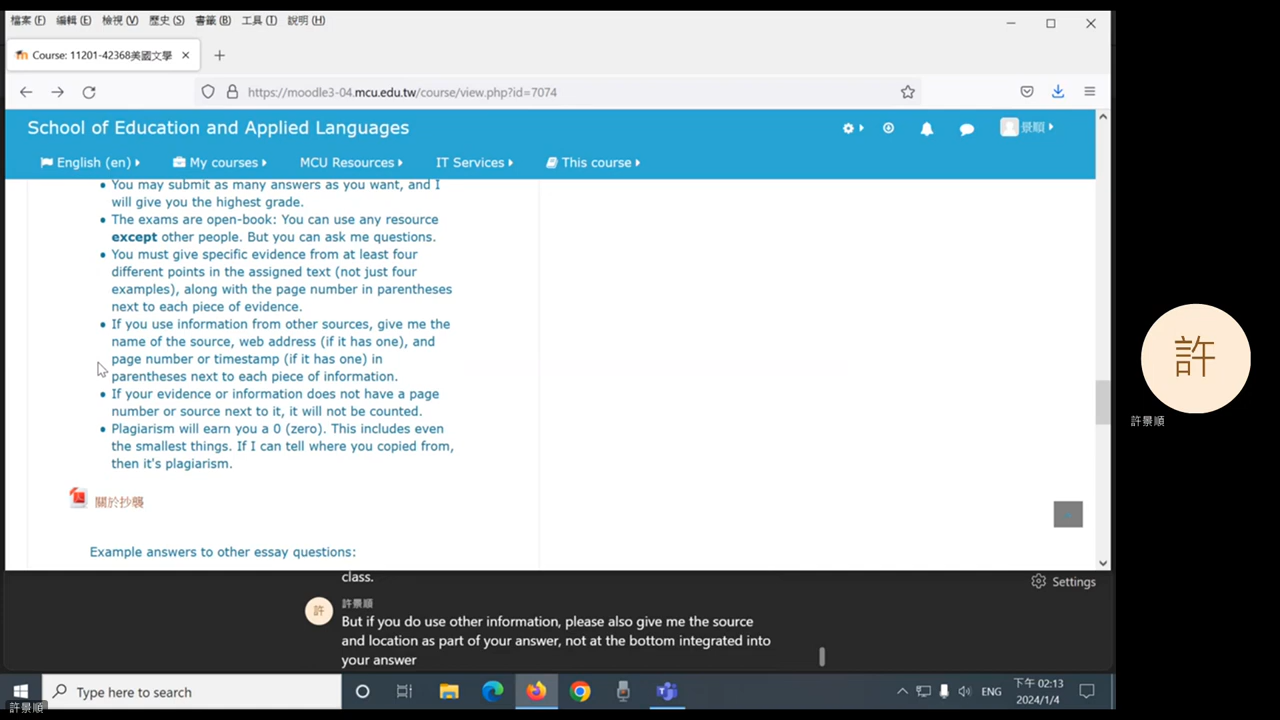 檔案(F) 編輯(E) 檢視(V) 歷史(S) 書籤(B) 工具(T) 說明(H)
Course: 11201-42368美國文學
https://moodle3-04.mcu.edu.tw/course/view.php?id=7074
School of Education and Applied Languages
景順
English (en) My courses MCU Resources IT Services This course
You may submit as many answers as you want, and I
will give you the highest grade.
The exams are open-book: You can use any resource
except other people. But you can ask me questions.
You must give specific evidence from at least four
different points in the assigned text (not just four
examples), along with the page number in parentheses
next to each piece of evidence.
If you use information from other sources, give me the
name of the source, web address (if it has one), and
page number or timestamp (if it has one) in
parentheses next to each piece of information.
If your evidence or information does not have a page
number or source next to it, it will not be counted.
Plagiarism will earn you a 0 (zero). This includes even
the smallest things. If I can tell where you copied from,
then it's plagiarism.
關於抄襲
Example answers to other essay questions:
class.
Settings
許
許景順
But if you do use other information, please also give me the source
and location as part of your answer, not at the bottom integrated into
your answer
許
許景順
Type here to search
ENG
下午 02:13
2024/1/4
許景順